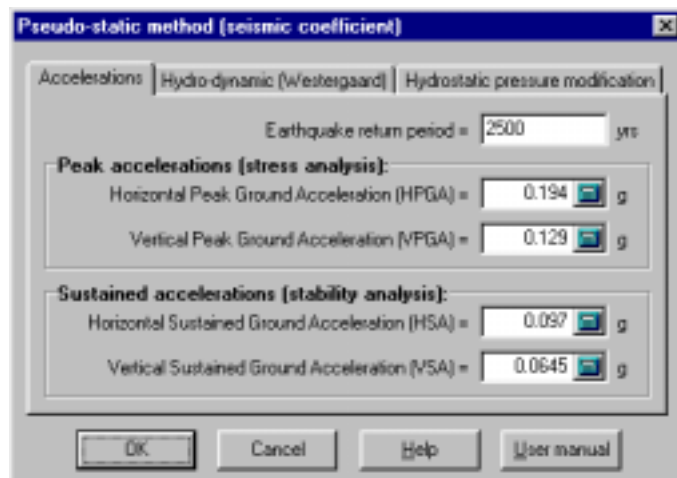 Pseudo-static method (seismic coefficient)
Accelerations Hydro-dynamic (Westergaard) Hydrostatic pressure modification
Earthquake return period = 2500 yrs
Peak accelerations (stress analysis):
Horizontal Peak Ground Acceleration (HPGA) = 0.194 g
Vertical Peak Ground Acceleration (VPGA) = 0.129 g
Sustained accelerations (stability analysis):
Horizontal Sustained Ground Acceleration (HSA) = 0.097 g
Vertical Sustained Ground Acceleration (VSA) = 0.0645 g
OK Cancel Help User manual